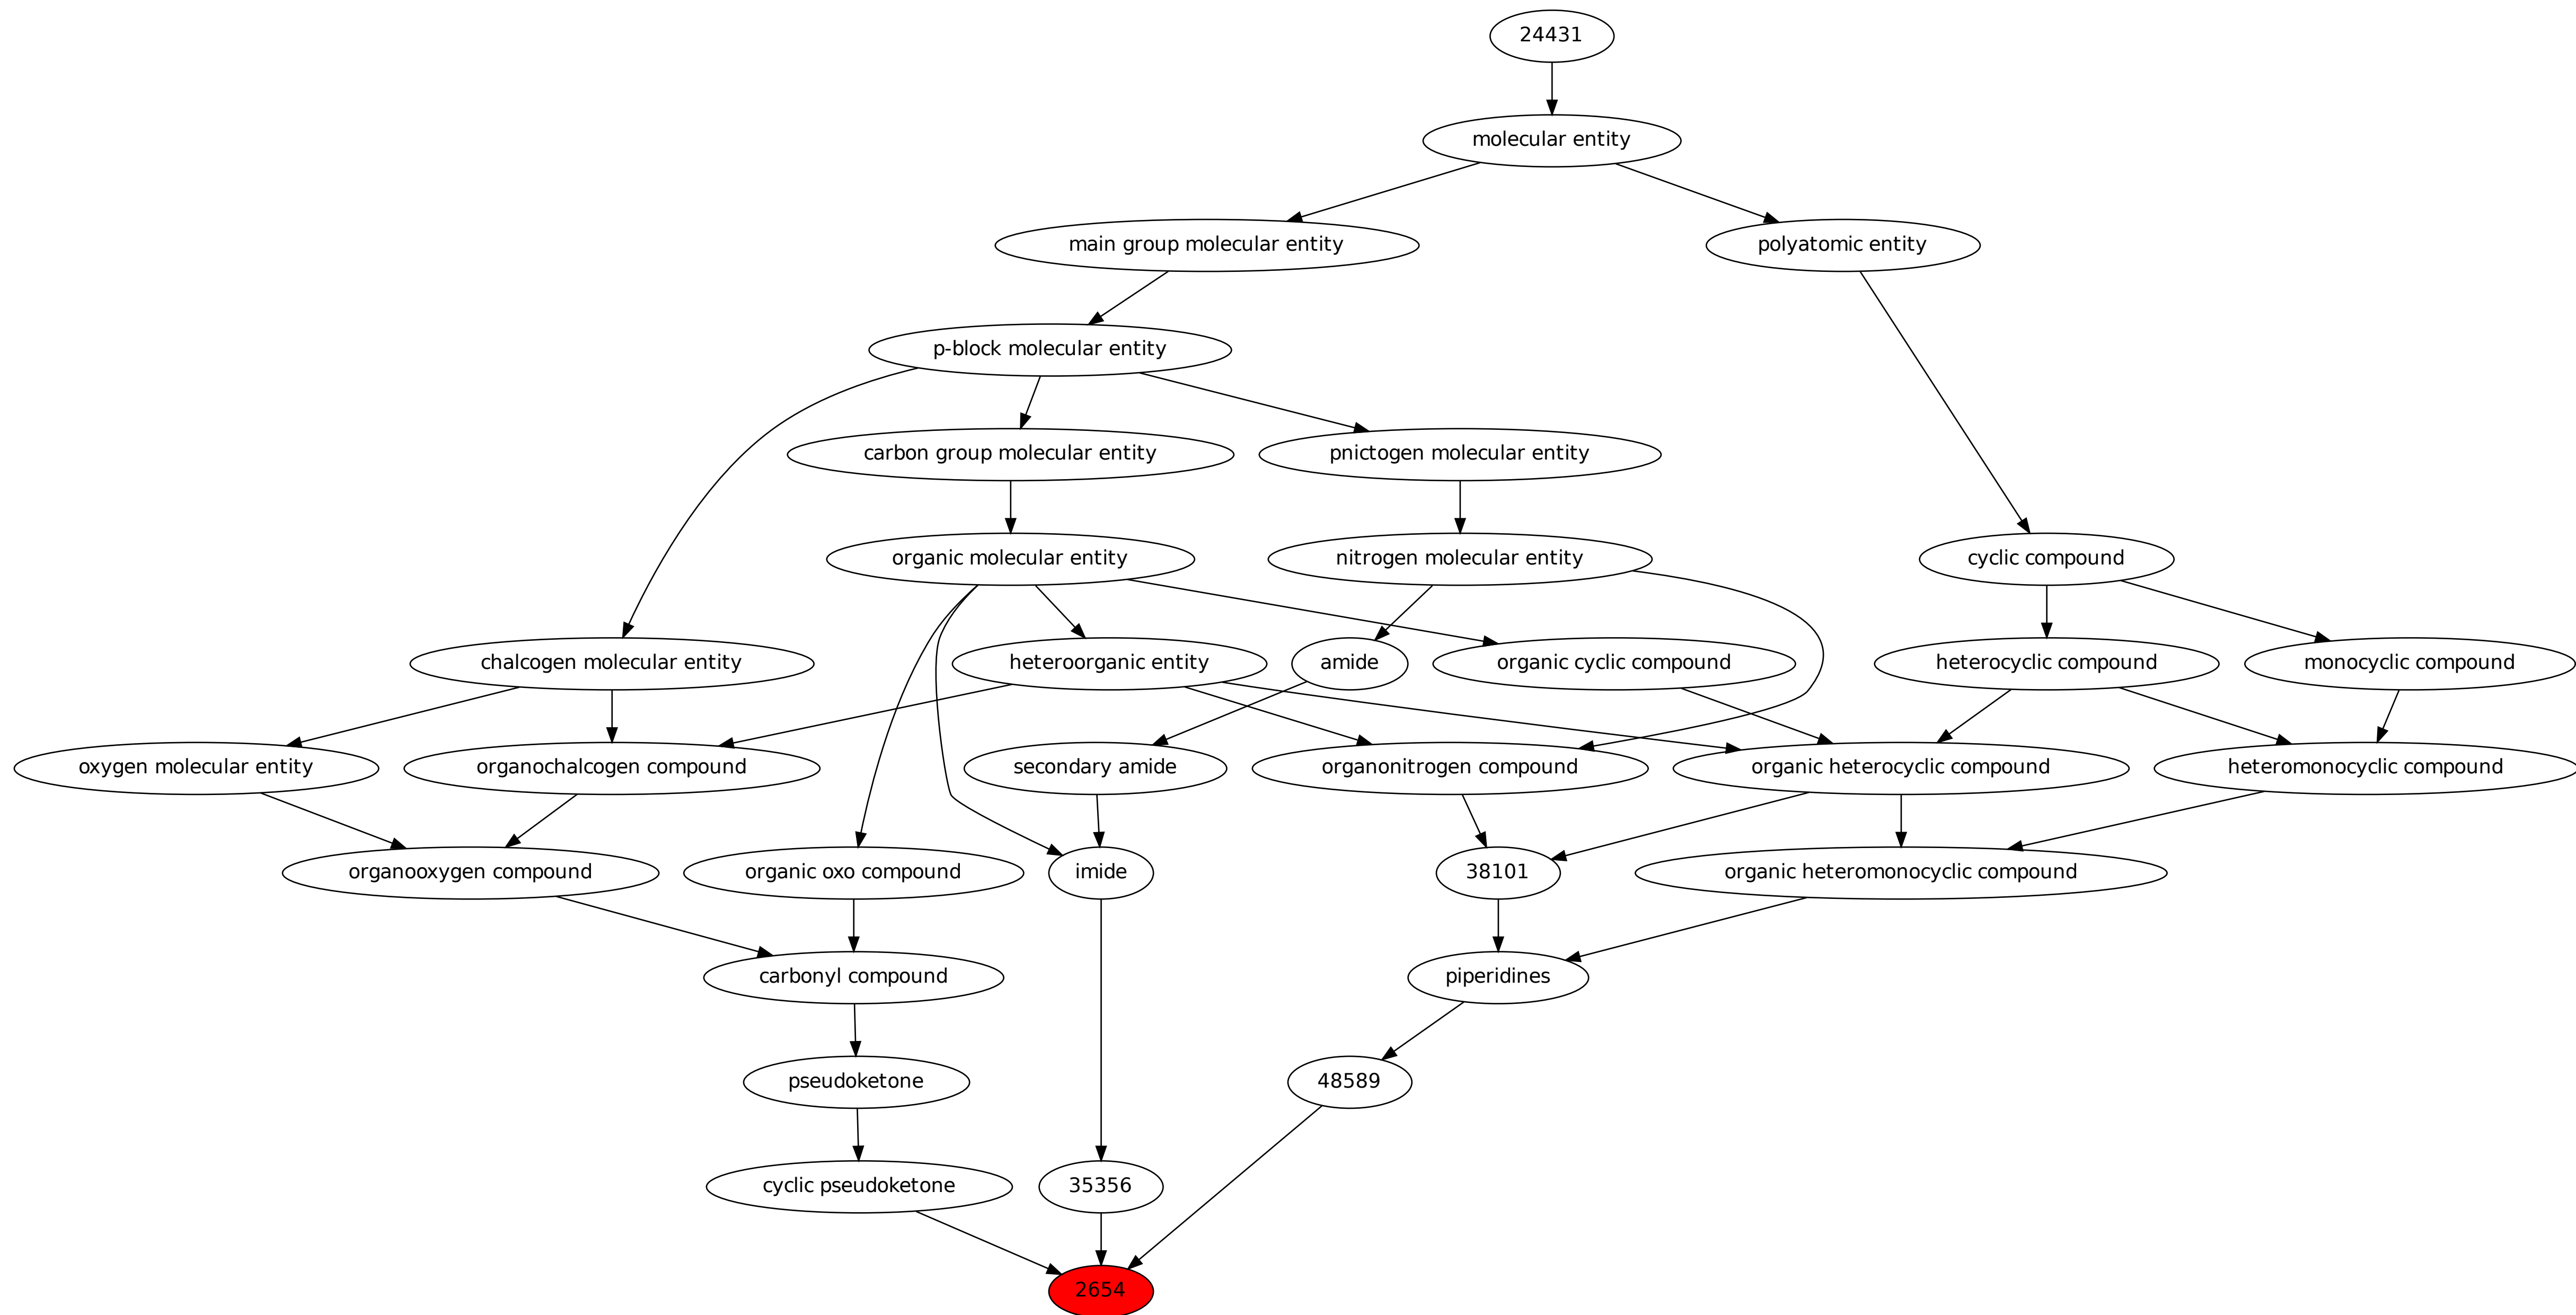 24431
molecular entity
main group molecular entity
polyatomic entity
p-block molecular entity
carbon group molecular entity
pnictogen molecular entity
organic molecular entity
nitrogen molecular entity
cyclic compound
chalcogen molecular entity
heteroorganic entity
amide
organic cyclic compound
heterocyclic compound
monocyclic compound
oxygen molecular entity
organochalcogen compound
secondary amide
organonitrogen compound
organic heterocyclic compound
heteromonocyclic compound
organooxygen compound
organic oxo compound
imide
38101
organic heteromonocyclic compound
carbonyl compound
piperidines
pseudoketone
48589
cyclic pseudoketone
35356
2654